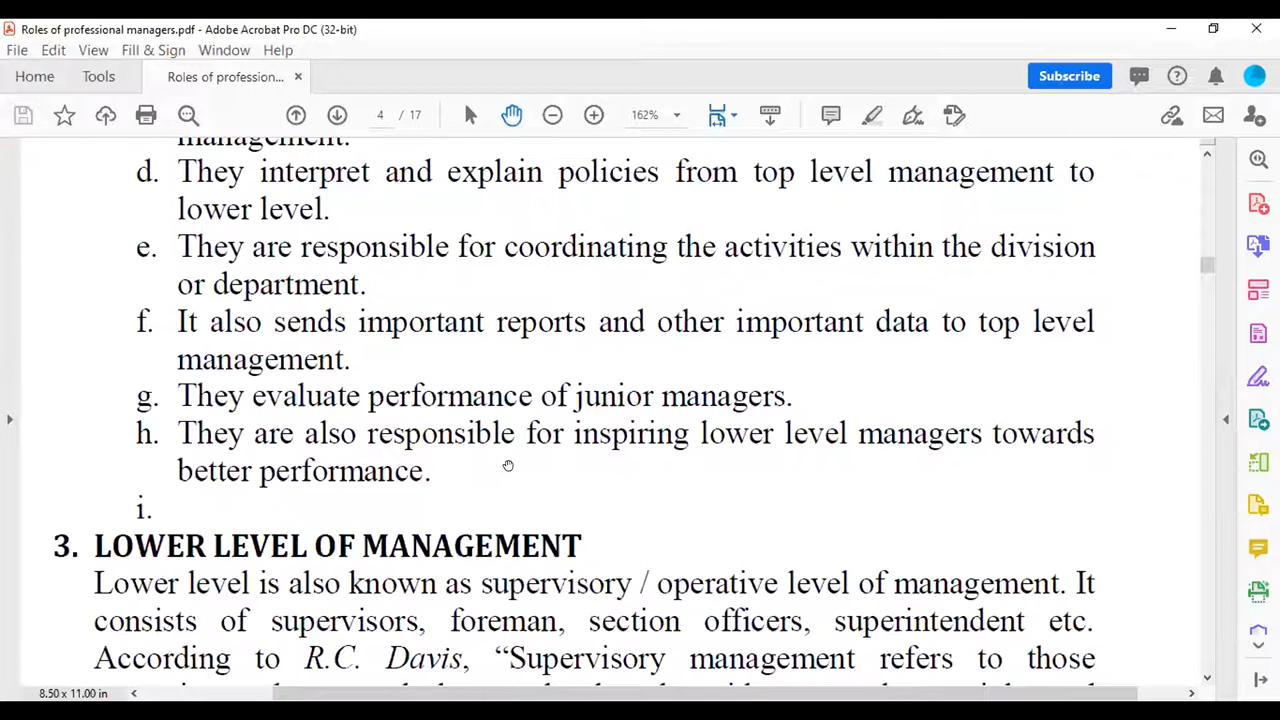 Roles of professional managers.pdf - Adobe Acrobat Pro DC (32-bit)
File Edit View Fill & Sign Window Help
Home Tools Roles of profession... × Subscribe
4 / 17 162%
management.
d. They interpret and explain policies from top level management to
lower level.
e. They are responsible for coordinating the activities within the division
or department.
f. It also sends important reports and other important data to top level
management.
g. They evaluate performance of junior managers.
h. They are also responsible for inspiring lower level managers towards
better performance.
i.
3. LOWER LEVEL OF MANAGEMENT
Lower level is also known as supervisory / operative level of management. It
consists of supervisors, foreman, section officers, superintendent etc.
According to R.C. Davis, “Supervisory management refers to those
8.50 x 11.00 in